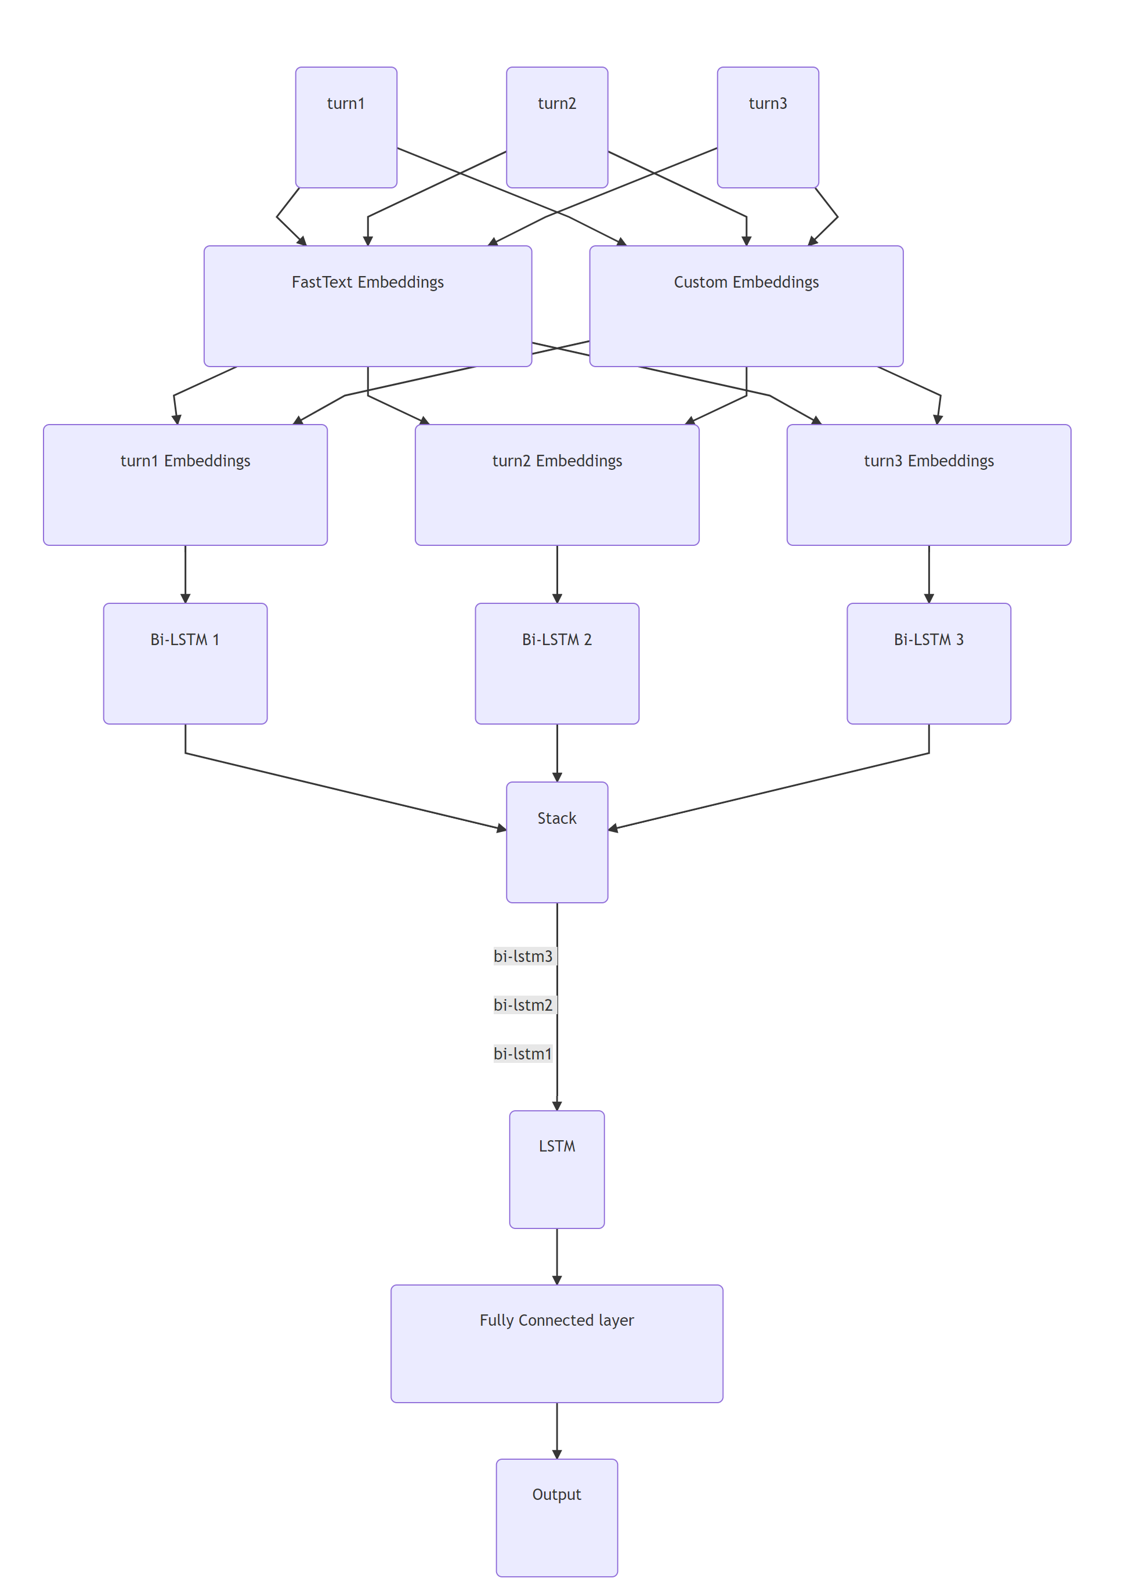 turn1
turn2
turn3
FastText Embeddings
Custom Embeddings
turn1 Embeddings
turn2 Embeddings
turn3 Embeddings
Bi-LSTM 1
Bi-LSTM 2
Bi-LSTM 3
Stack
bi-lstm3
bi-lstm2
bi-lstm1
LSTM
Fully Connected layer
Output